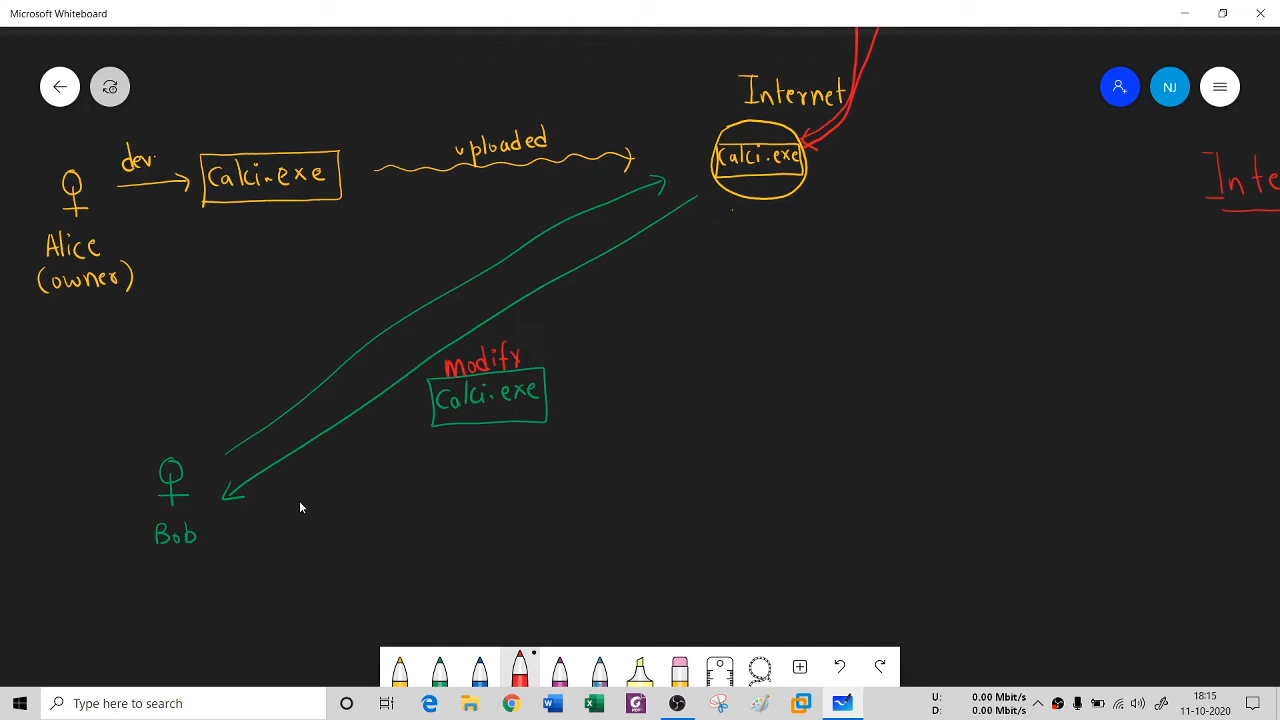 Microsoft Whiteboard
NJ
Internet
dev
Calci.exe
uploaded
Calci.exe
Inte
Alice
(owner)
modify
Calci.exe
Bob
Type here to search
U: 0.00 Mbit/s
D: 0.00 Mbit/s
18:15
11-10-2020